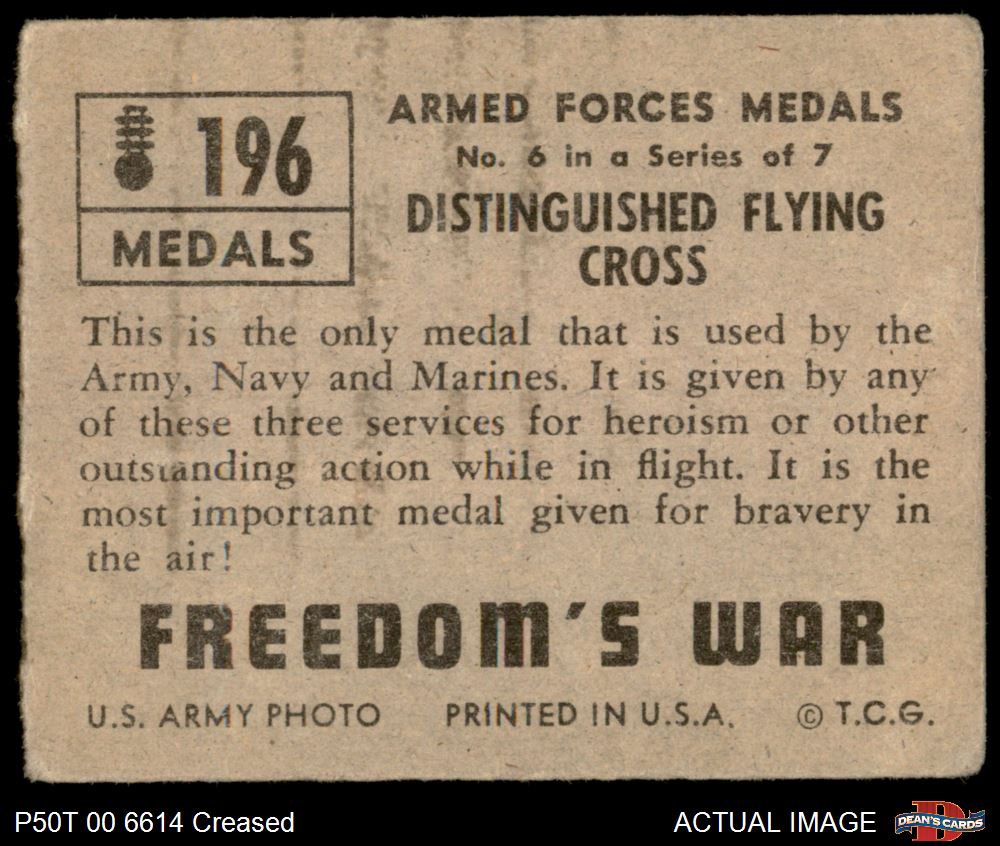 196
MEDALS
ARMED FORCES MEDALS
No. 6 in a Series of 7
DISTINGUISHED FLYING
CROSS
This is the only medal that is used by the
Army, Navy and Marines. It is given by any
of these three services for heroism or other
outstanding action while in flight. It is the
most important medal given for bravery in
the air!
FREEDOM'S WAR
U.S. ARMY PHOTO PRINTED IN U.S.A. © T.C.G.
P50T 00 6614 Creased
ACTUAL IMAGE
DEAN'S CARDS